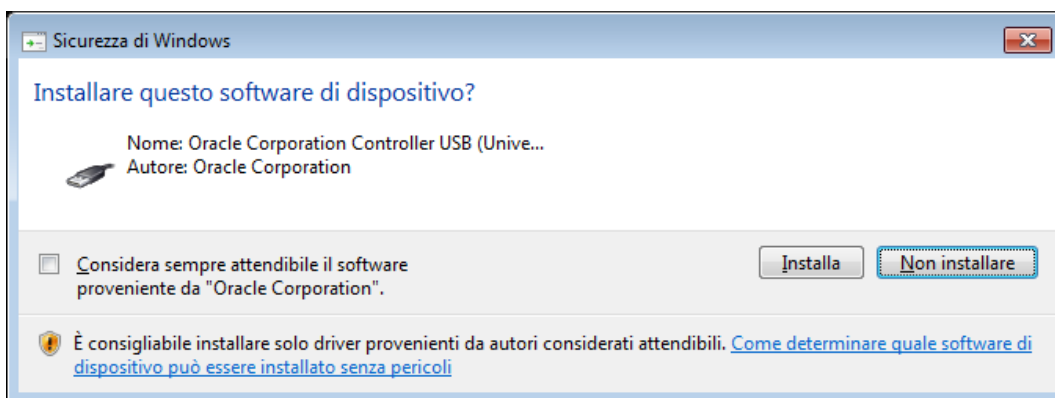 Sicurezza di Windows
Installare questo software di dispositivo?
Nome: Oracle Corporation Controller USB (Unive...
Autore: Oracle Corporation
Considera sempre attendibile il software
proveniente da "Oracle Corporation".
Installa
Non installare
È consigliabile installare solo driver provenienti da autori considerati attendibili. Come determinare quale software di
dispositivo può essere installato senza pericoli